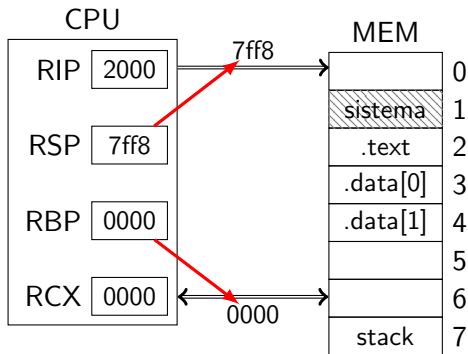 CPU
RIP 2000
RSP 7ff8
RBP 0000
RCX 0000
7ff8
0000
MEM
0
sistema 1
.text 2
.data[0] 3
.data[1] 4
5
6
stack 7